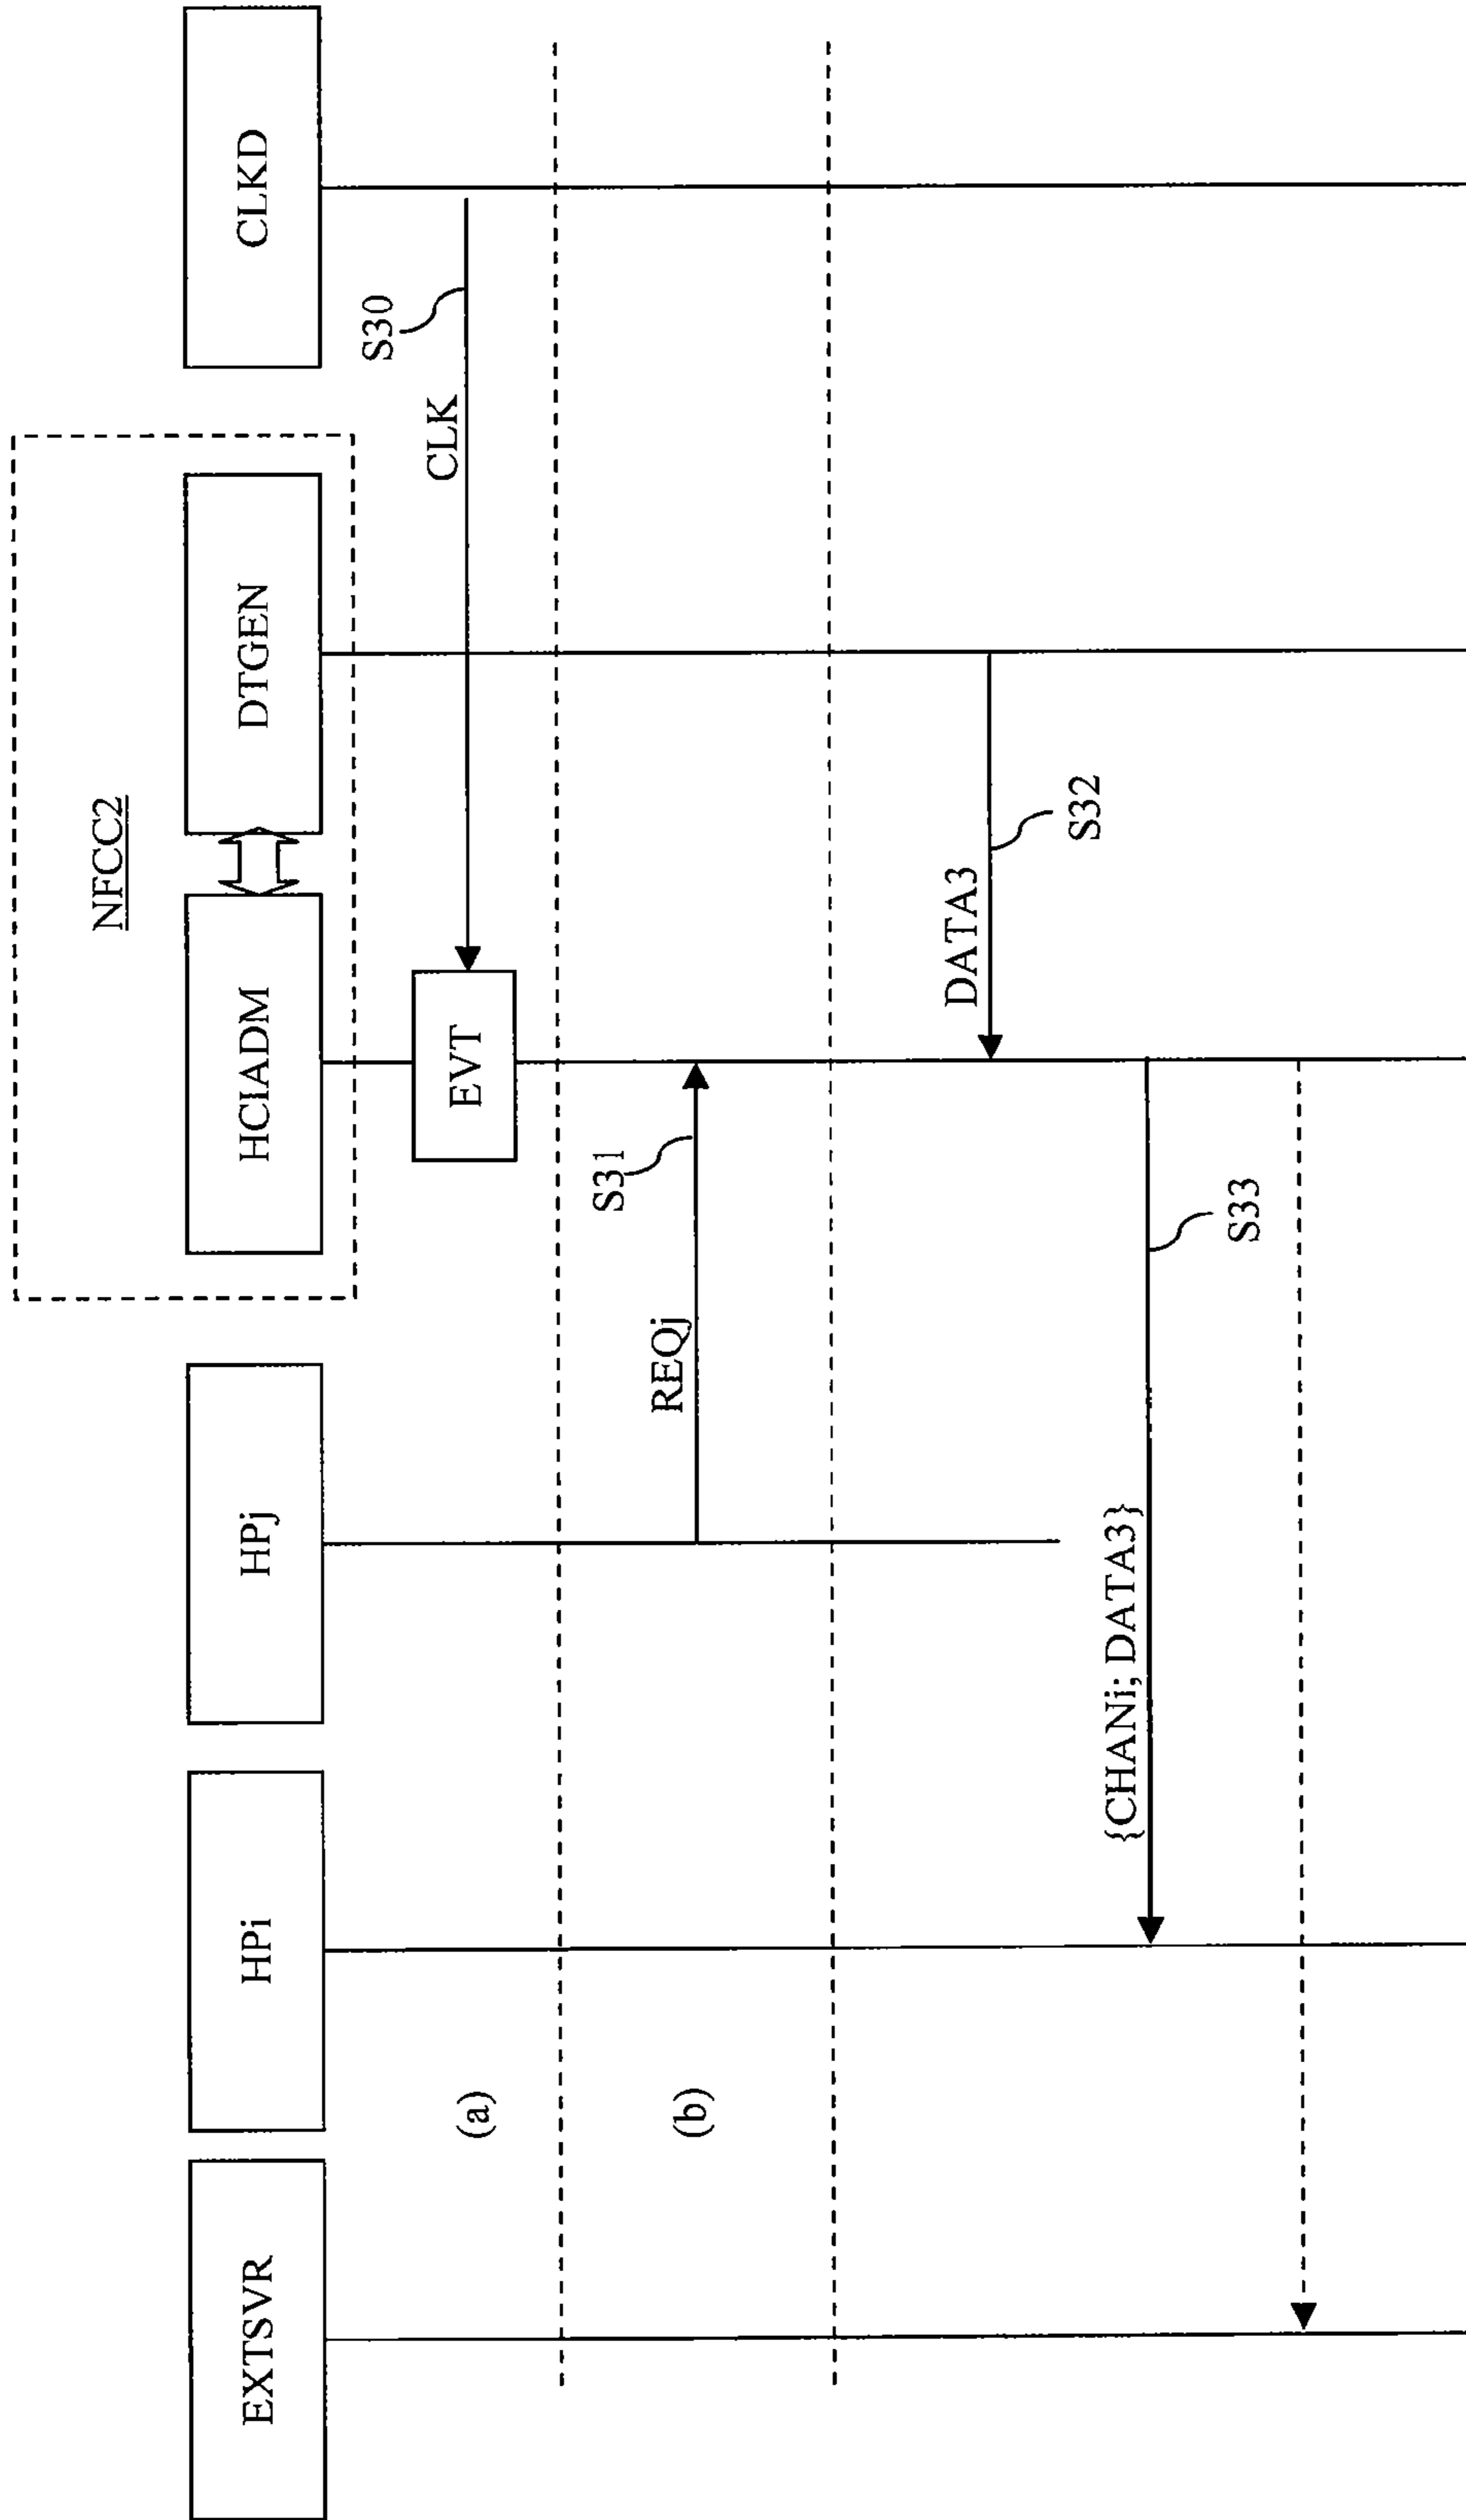 NFCC2
EXTSVR
HPi
HPj
HCIADM
DTGEN
CLKD
S30
CLK
(a)
EVT
S31
REQj
(b)
DATA3
S32
{CHANi; DATA3}
S33